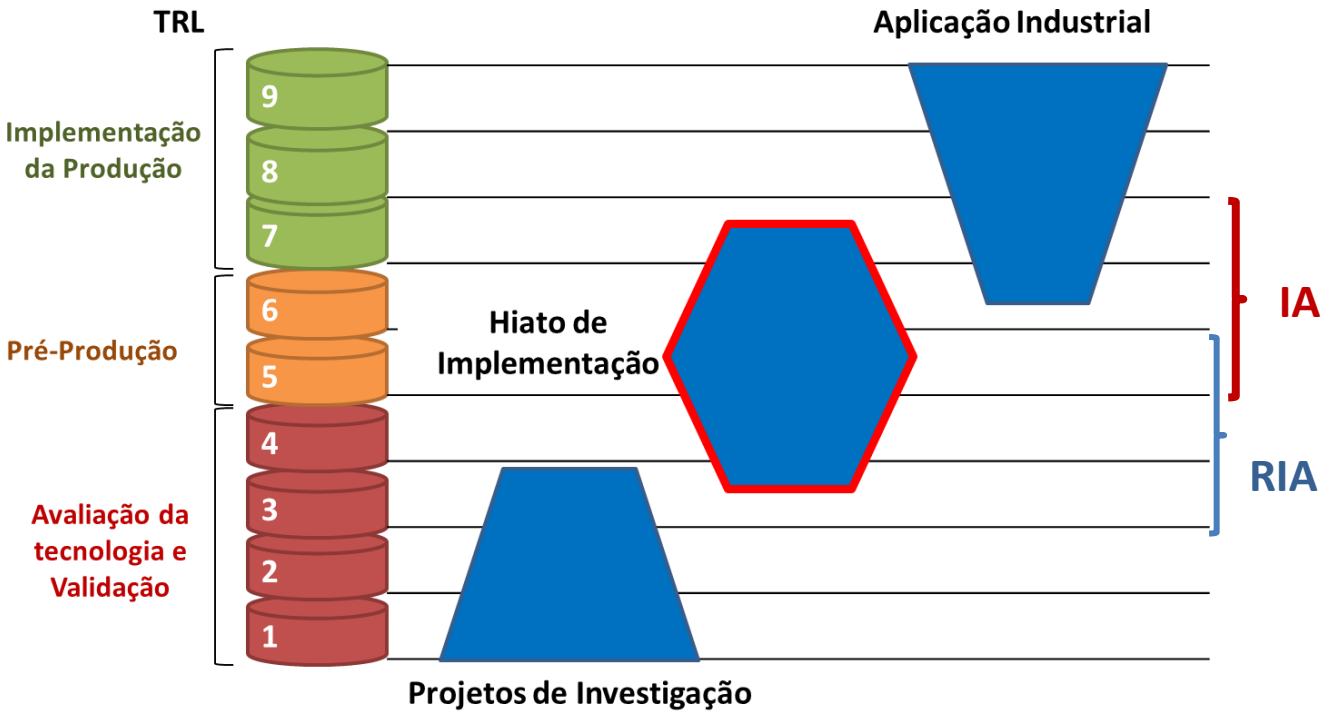 TRL
Aplicação Industrial
9
Implementação
da Produção
8
7
6
IA
Hiato de
Implementação
Pré-Produção
5
4
RIA
3
Avaliação da
tecnologia e
Validação
2
1
Projetos de Investigação